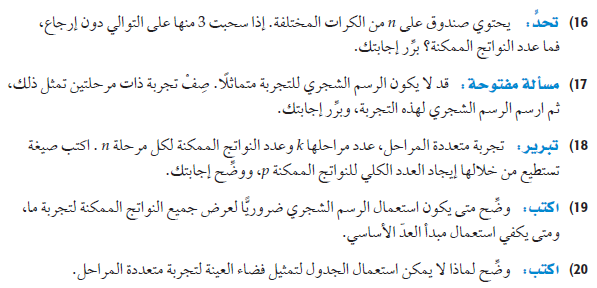 (16 تحدٍّ: يحتوي صندوق على n من الكرات المختلفة. إذا سحبت 3 منها على التوالي دون إرجاع،
فما عدد النواتج الممكنة؟ برِّر إجابتك.
(17 مسألة مفتوحة: قد لا يكون الرسم الشجري للتجربة متماثلًا. صِفْ تجربة ذات مرحلتين تمثل ذلك،
ثم ارسم الرسم الشجري لهذه التجربة، وبرِّر إجابتك.
(18 تبرير: تجربة متعددة المراحل، عدد مراحلها k وعدد النواتج الممكنة لكل مرحلة n . اكتب صيغة
تستطيع من خلالها إيجاد العدد الكلي للنواتج الممكنة p، ووضِّح إجابتك.
(19 اكتب: وضِّح متى يكون استعمال الرسم الشجري ضروريًّا لعرض جميع النواتج الممكنة لتجربة ما،
ومتى يكفي استعمال مبدأ العدّ الأساسي.
(20 اكتب: وضِّح لماذا لا يمكن استعمال الجدول لتمثيل فضاء العينة لتجربة متعددة المراحل.